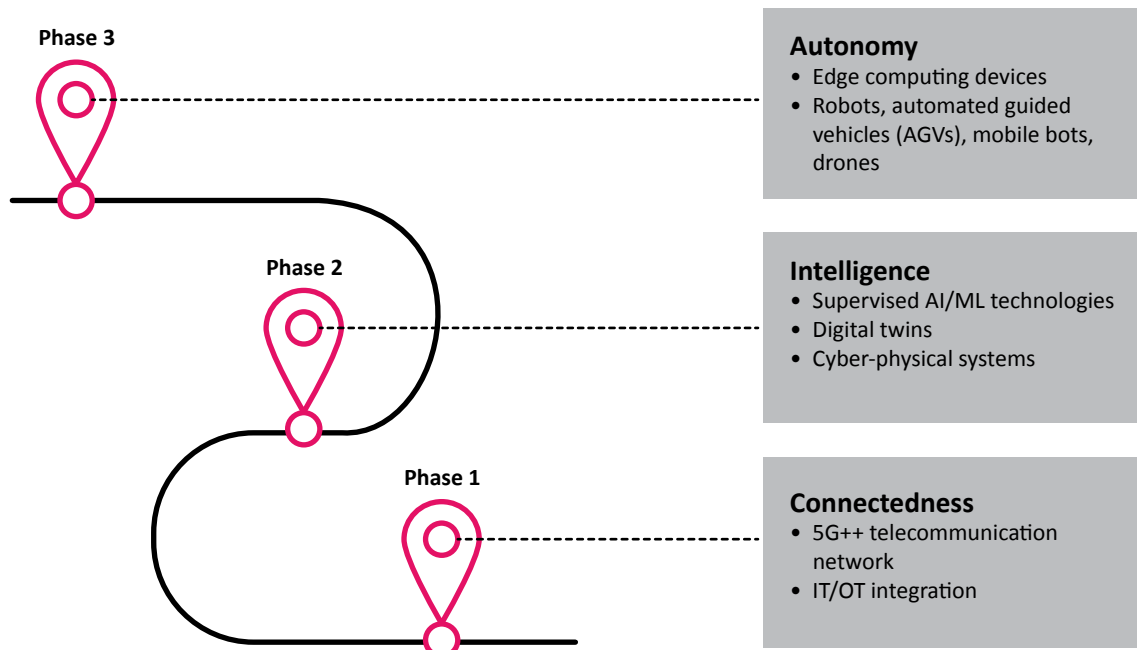 Phase 3
Autonomy
• Edge computing devices
• Robots, automated guided
vehicles (AGVs), mobile bots,
drones
Phase 2
Intelligence
• Supervised AI/ML technologies
• Digital twins
• Cyber-physical systems
Phase 1
Connectedness
• 5G++ telecommunication
network
• IT/OT integration